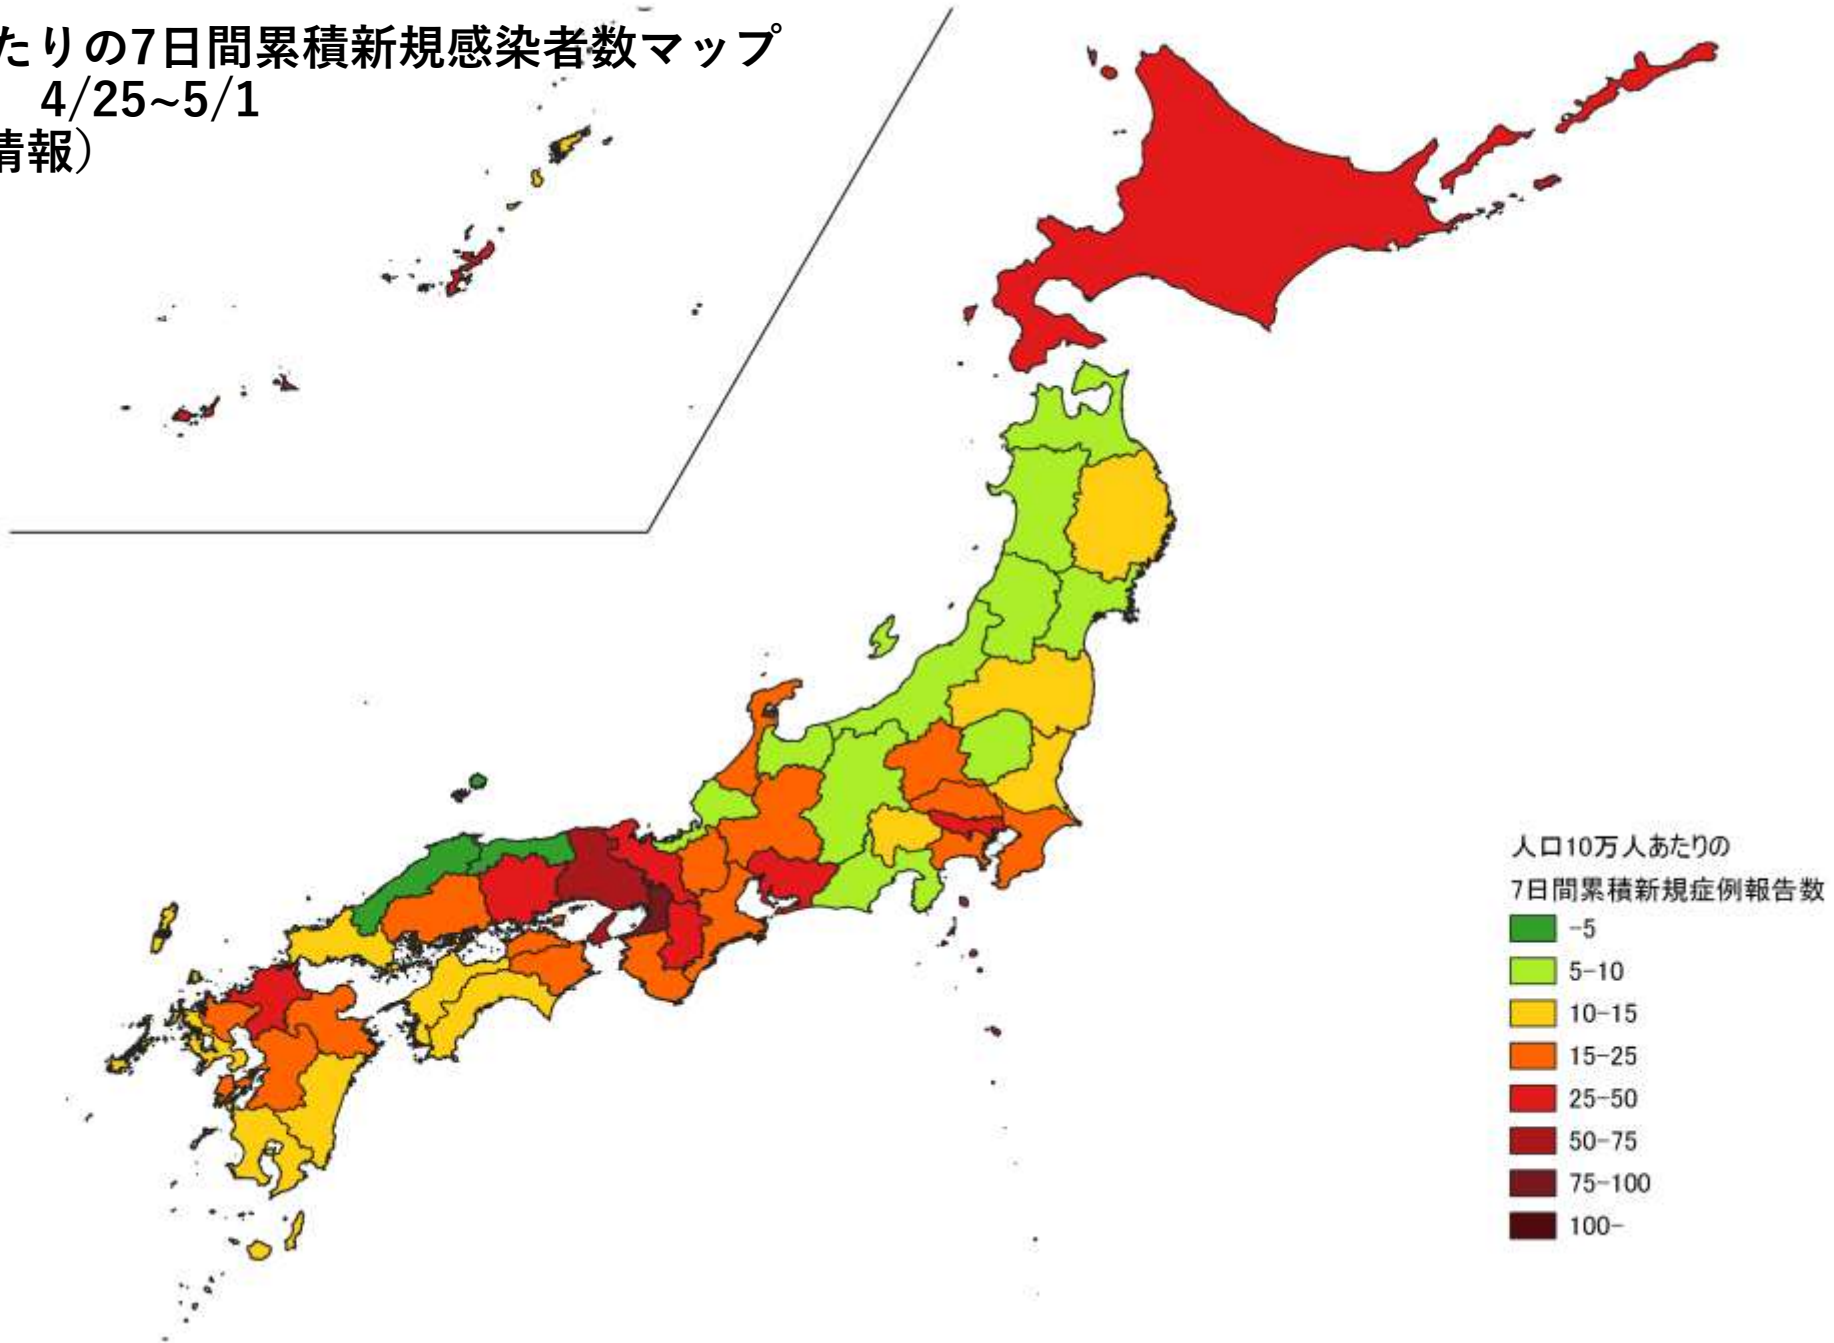 たりの7日間累積新規感染者数マップ
4/25~5/1
情報）
人口10万人あたりの
7日間累積新規症例報告数
-5
5-10
10-15
15-25
25-50
50-75
75-100
100-